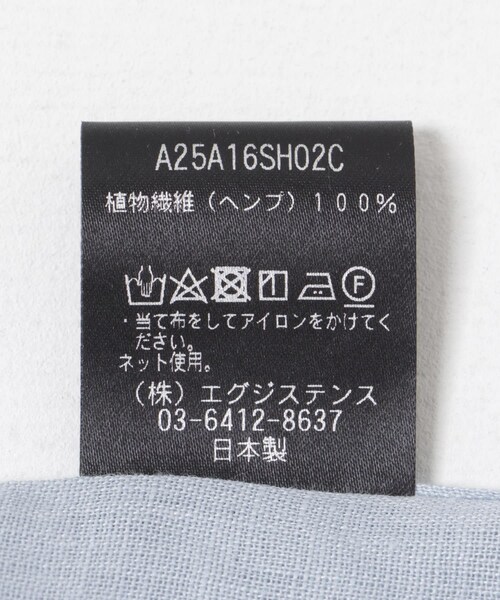 A25A16SH02C
植物繊維（ヘンプ）１００％
F
・当て布をしてアイロンをかけてく
ださい。
ネット使用。
（株）エグジステンス
03-6412-8637
日本製